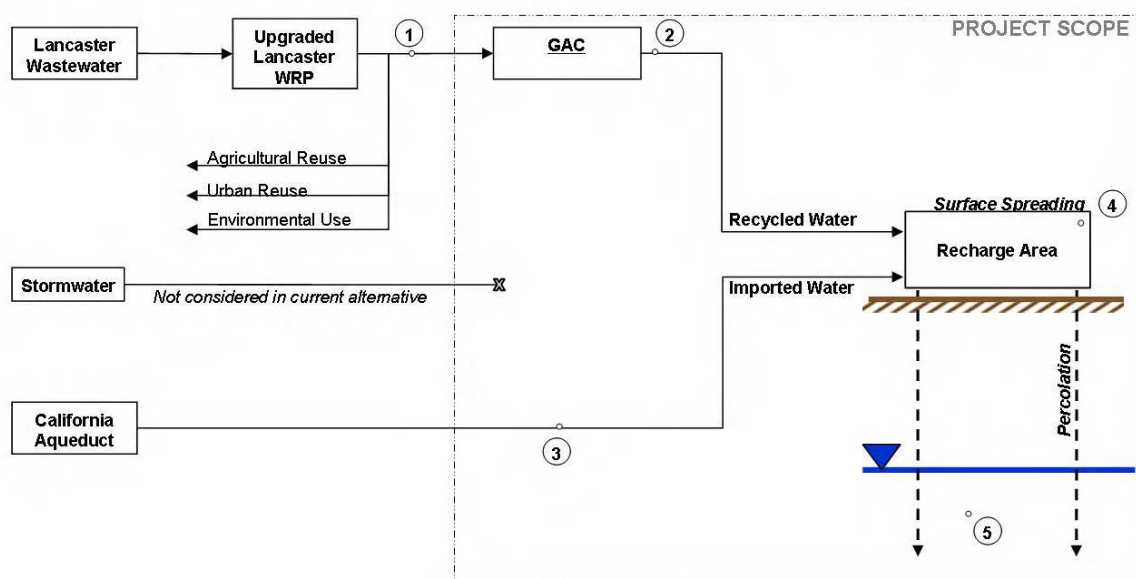 PROJECT SCOPE
Lancaster
Wastewater
Upgraded
Lancaster
WRP
1
GAC
2
Agricultural Reuse
Urban Reuse
Environmental Use
Surface Spreading
4
Recycled Water
Recharge Area
Stormwater
Not considered in current alternative
X
Imported Water
Percolation
California
Aqueduct
3
5